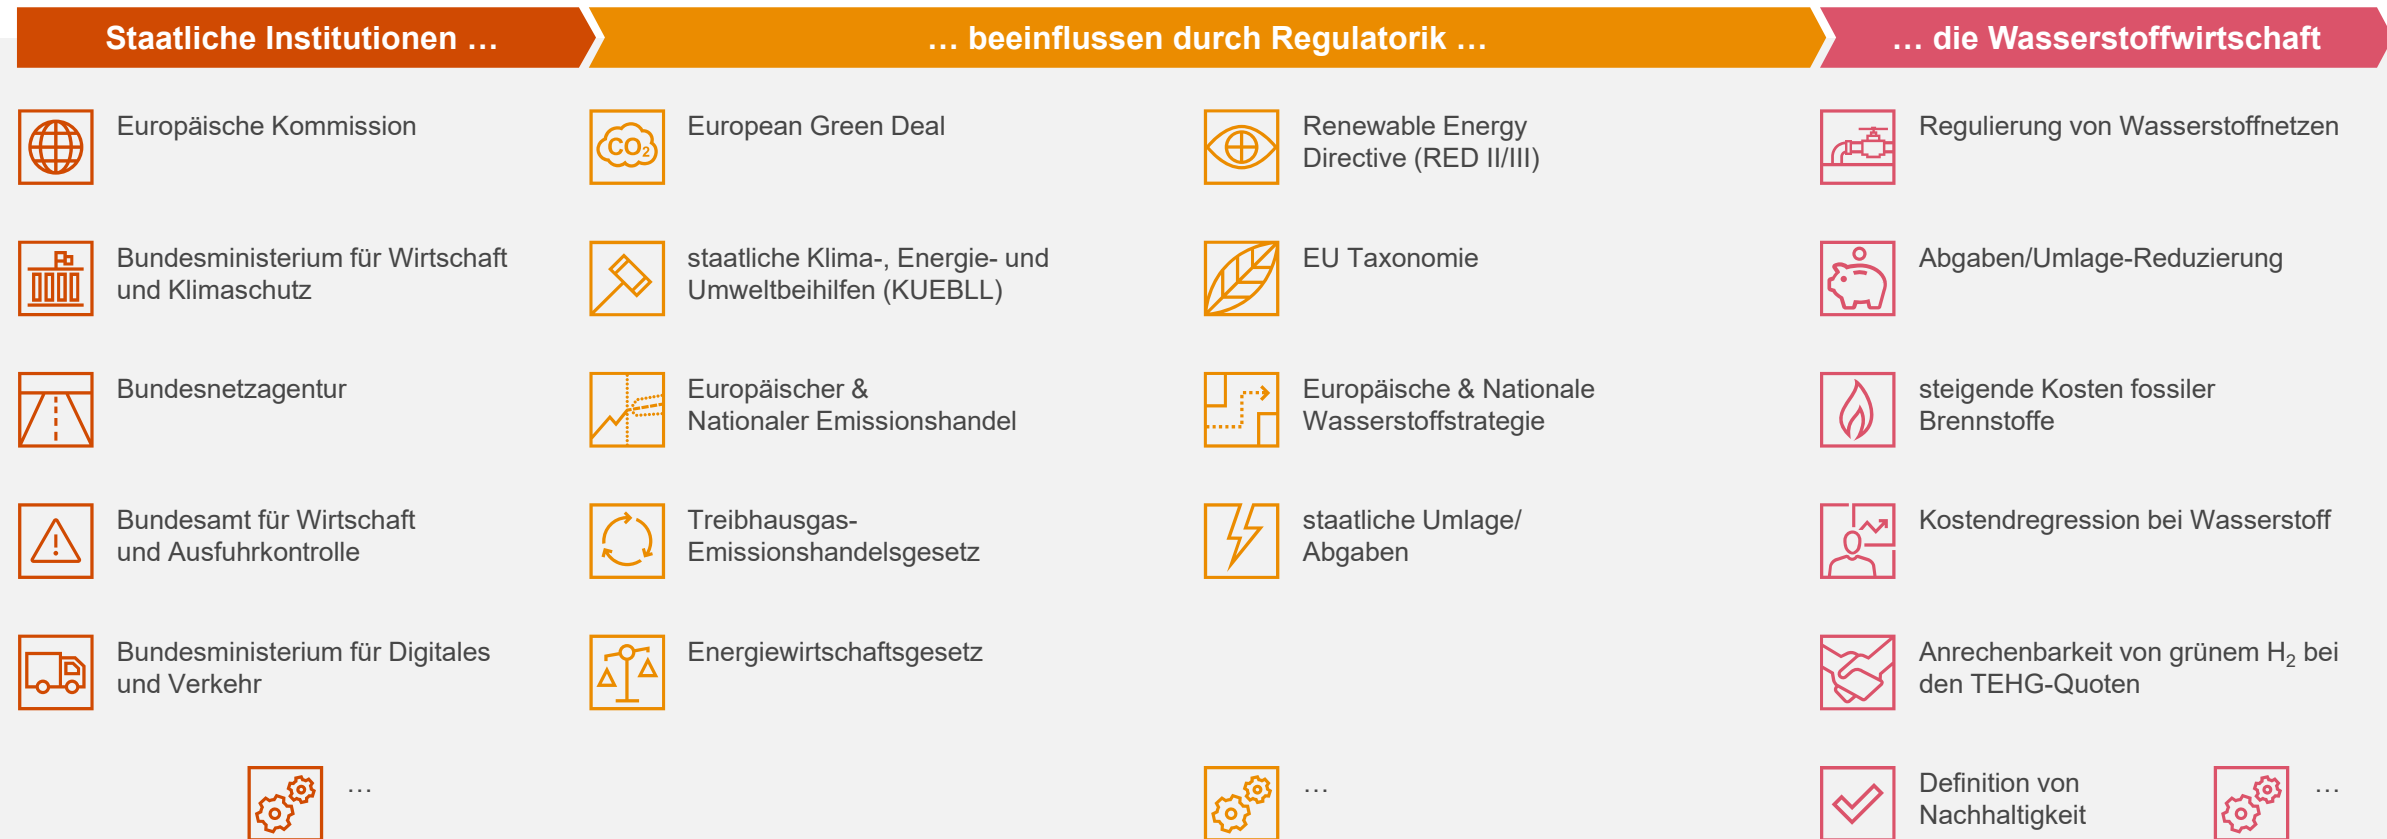 Staatliche Institutionen …
… beeinflussen durch Regulatorik …
… die Wasserstoffwirtschaft
Europäische Kommission
Bundesministerium für Wirtschaft
und Klimaschutz
Bundesnetzagentur
Bundesamt für Wirtschaft
und Ausfuhrkontrolle
Bundesministerium für Digitales
und Verkehr
…
CO₂
European Green Deal
staatliche Klima-, Energie- und
Umweltbeihilfen (KUEBLL)
Europäischer &
Nationaler Emissionshandel
Treibhausgas-
Emissionshandelsgesetz
Energiewirtschaftsgesetz
Renewable Energy
Directive (RED II/III)
EU Taxonomie
Europäische & Nationale
Wasserstoffstrategie
staatliche Umlage/
Abgaben
…
Regulierung von Wasserstoffnetzen
Abgaben/Umlage-Reduzierung
steigende Kosten fossiler
Brennstoffe
Kostendregression bei Wasserstoff
Anrechenbarkeit von grünem H₂ bei
den TEHG-Quoten
Definition von
Nachhaltigkeit
…